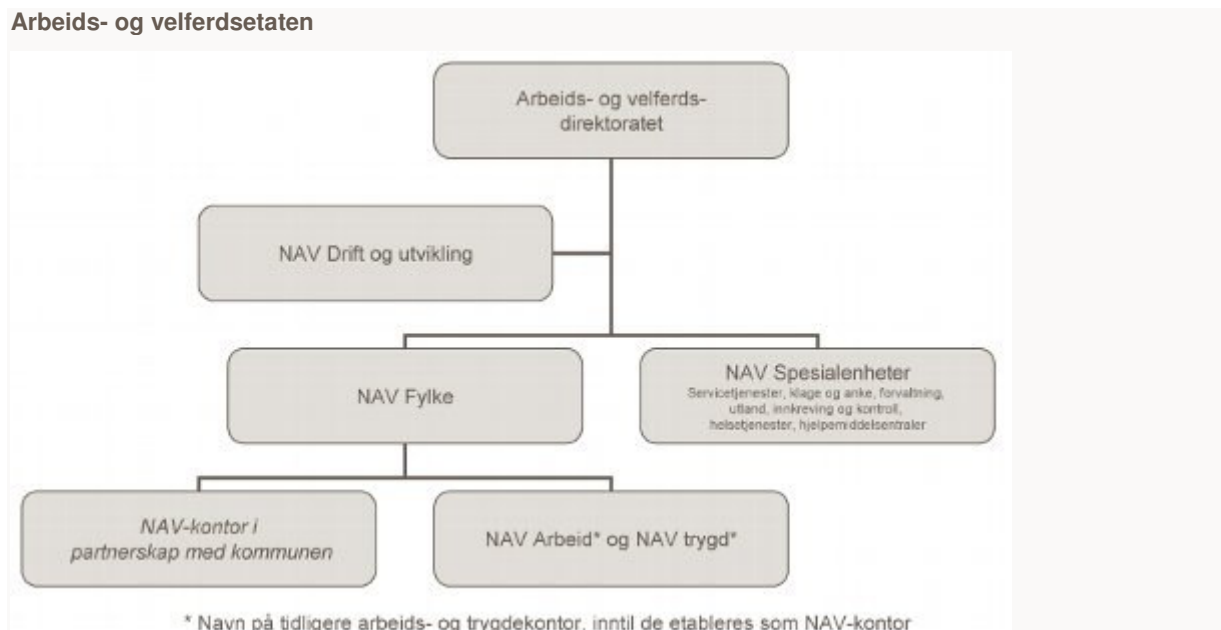 Arbeids- og velferdsetaten
Arbeids- og velferds-
direktoratet
NAV Drift og utvikling
NAV Fylke
NAV Spesialenheter
Servicetjenester, klage og anke, forvaltning,
utland, innkreving og kontroll,
helsetjenester, hjelpemiddelsentraler
NAV-kontor i
partnerskap med kommunen
NAV Arbeid* og NAV trygd*
* Navn på tidligere arbeids- og trygdekontor, inntil de etableres som NAV-kontor